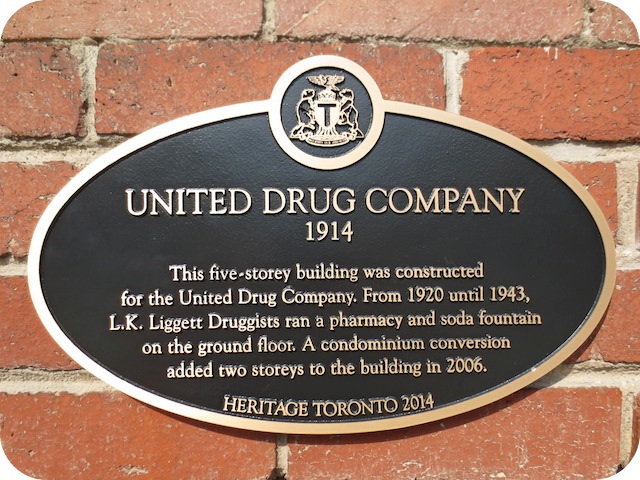 T
UNITED DRUG COMPANY
1914
This five-storey building was constructed
for the United Drug Company. From 1920 until 1943,
L.K. Liggett Druggists ran a pharmacy and soda fountain
on the ground floor. A condominium conversion
added two storeys to the building in 2006.
HERITAGE TORONTO 2014